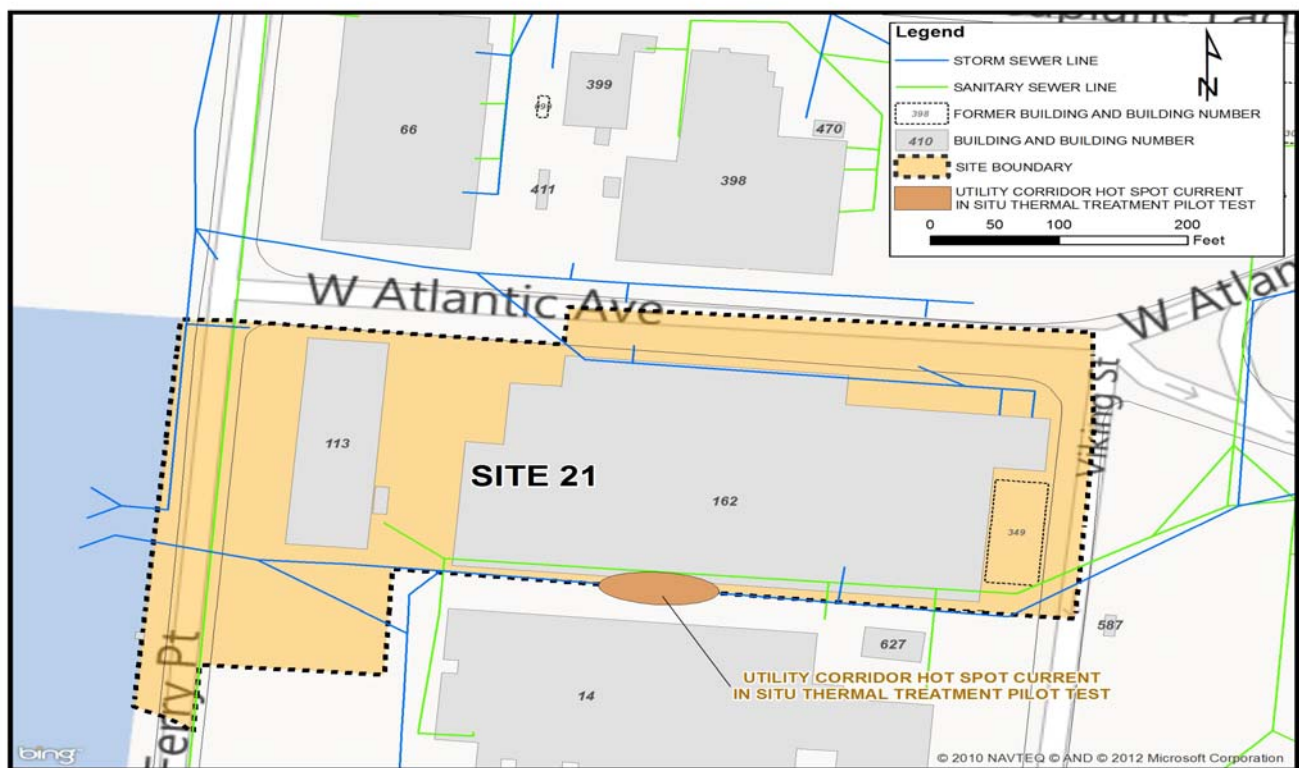 Legend
N
STORM SEWER LINE
SANITARY SEWER LINE
398 FORMER BUILDING AND BUILDING NUMBER
410 BUILDING AND BUILDING NUMBER
SITE BOUNDARY
UTILITY CORRIDOR HOT SPOT CURRENT
IN SITU THERMAL TREATMENT PILOT TEST
0 100 200
Feet
66
399
470
411
398
W Atlantic Ave
W Atlan
Viking St
113
SITE 21
162
349
587
627
14
UTILITY CORRIDOR HOT SPOT CURRENT
IN SITU THERMAL TREATMENT PILOT TEST
Ferry Pt
bing
© 2010 NAVTEQ © AND © 2012 Microsoft Corporation